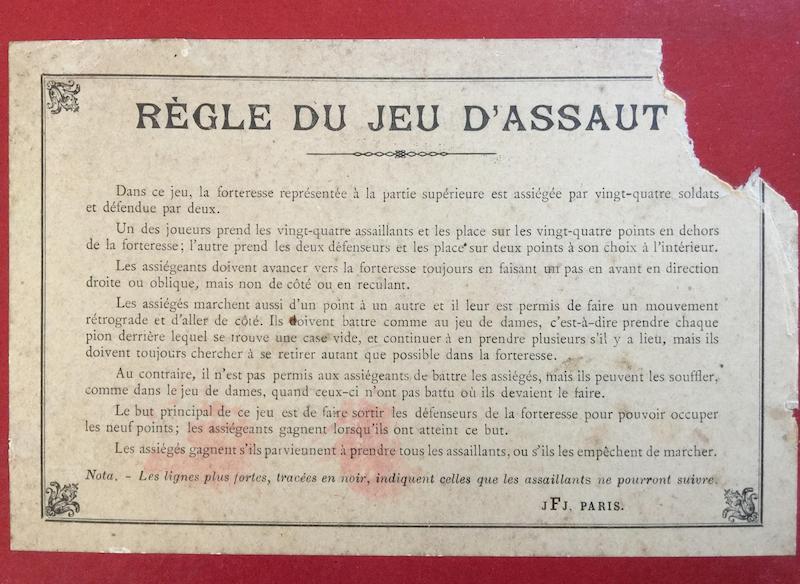 RÈGLE DU JEU D'ASSAUT
Dans ce jeu, la forteresse représentée à la partie supérieure est assiégée par vingt-quatre soldats
et défendue par deux.
Un des joueurs prend les vingt-quatre assaillants et les place sur les vingt-quatre points en dehors
de la forteresse; l'autre prend les deux défenseurs et les place sur deux points à son choix à l'intérieur.
Les assiégeants doivent avancer vers la forteresse toujours en faisant un pas en avant en direction
droite ou oblique, mais non de côté ou en reculant.
Les assiégés marchent aussi d'un point à un autre et il leur est permis de faire un mouvement
rétrograde et d'aller de côté. Ils doivent battre comme au jeu de dames, c'est-à-dire prendre chaque
pion derrière lequel se trouve une case vide, et continuer à en prendre plusieurs s'il y a lieu, mais ils
doivent toujours chercher à se retirer autant que possible dans la forteresse.
Au contraire, il n'est pas permis aux assiégeants de battre les assiégés, mais ils peuvent les souffler,
comme dans le jeu de dames, quand ceux-ci n'ont pas battu où ils devaient le faire.
Le but principal de ce jeu est de faire sortir les défenseurs de la forteresse pour pouvoir occuper
les neuf points; les assiégeants gagnent lorsqu'ils ont atteint ce but.
Les assiégés gagnent s'ils parviennent à prendre tous les assaillants, ou s'ils les empêchent de marcher.
Nota. - Les lignes plus fortes, tracées en noir, indiquent celles que les assaillants ne pourront suivre.
JFJ. PARIS.